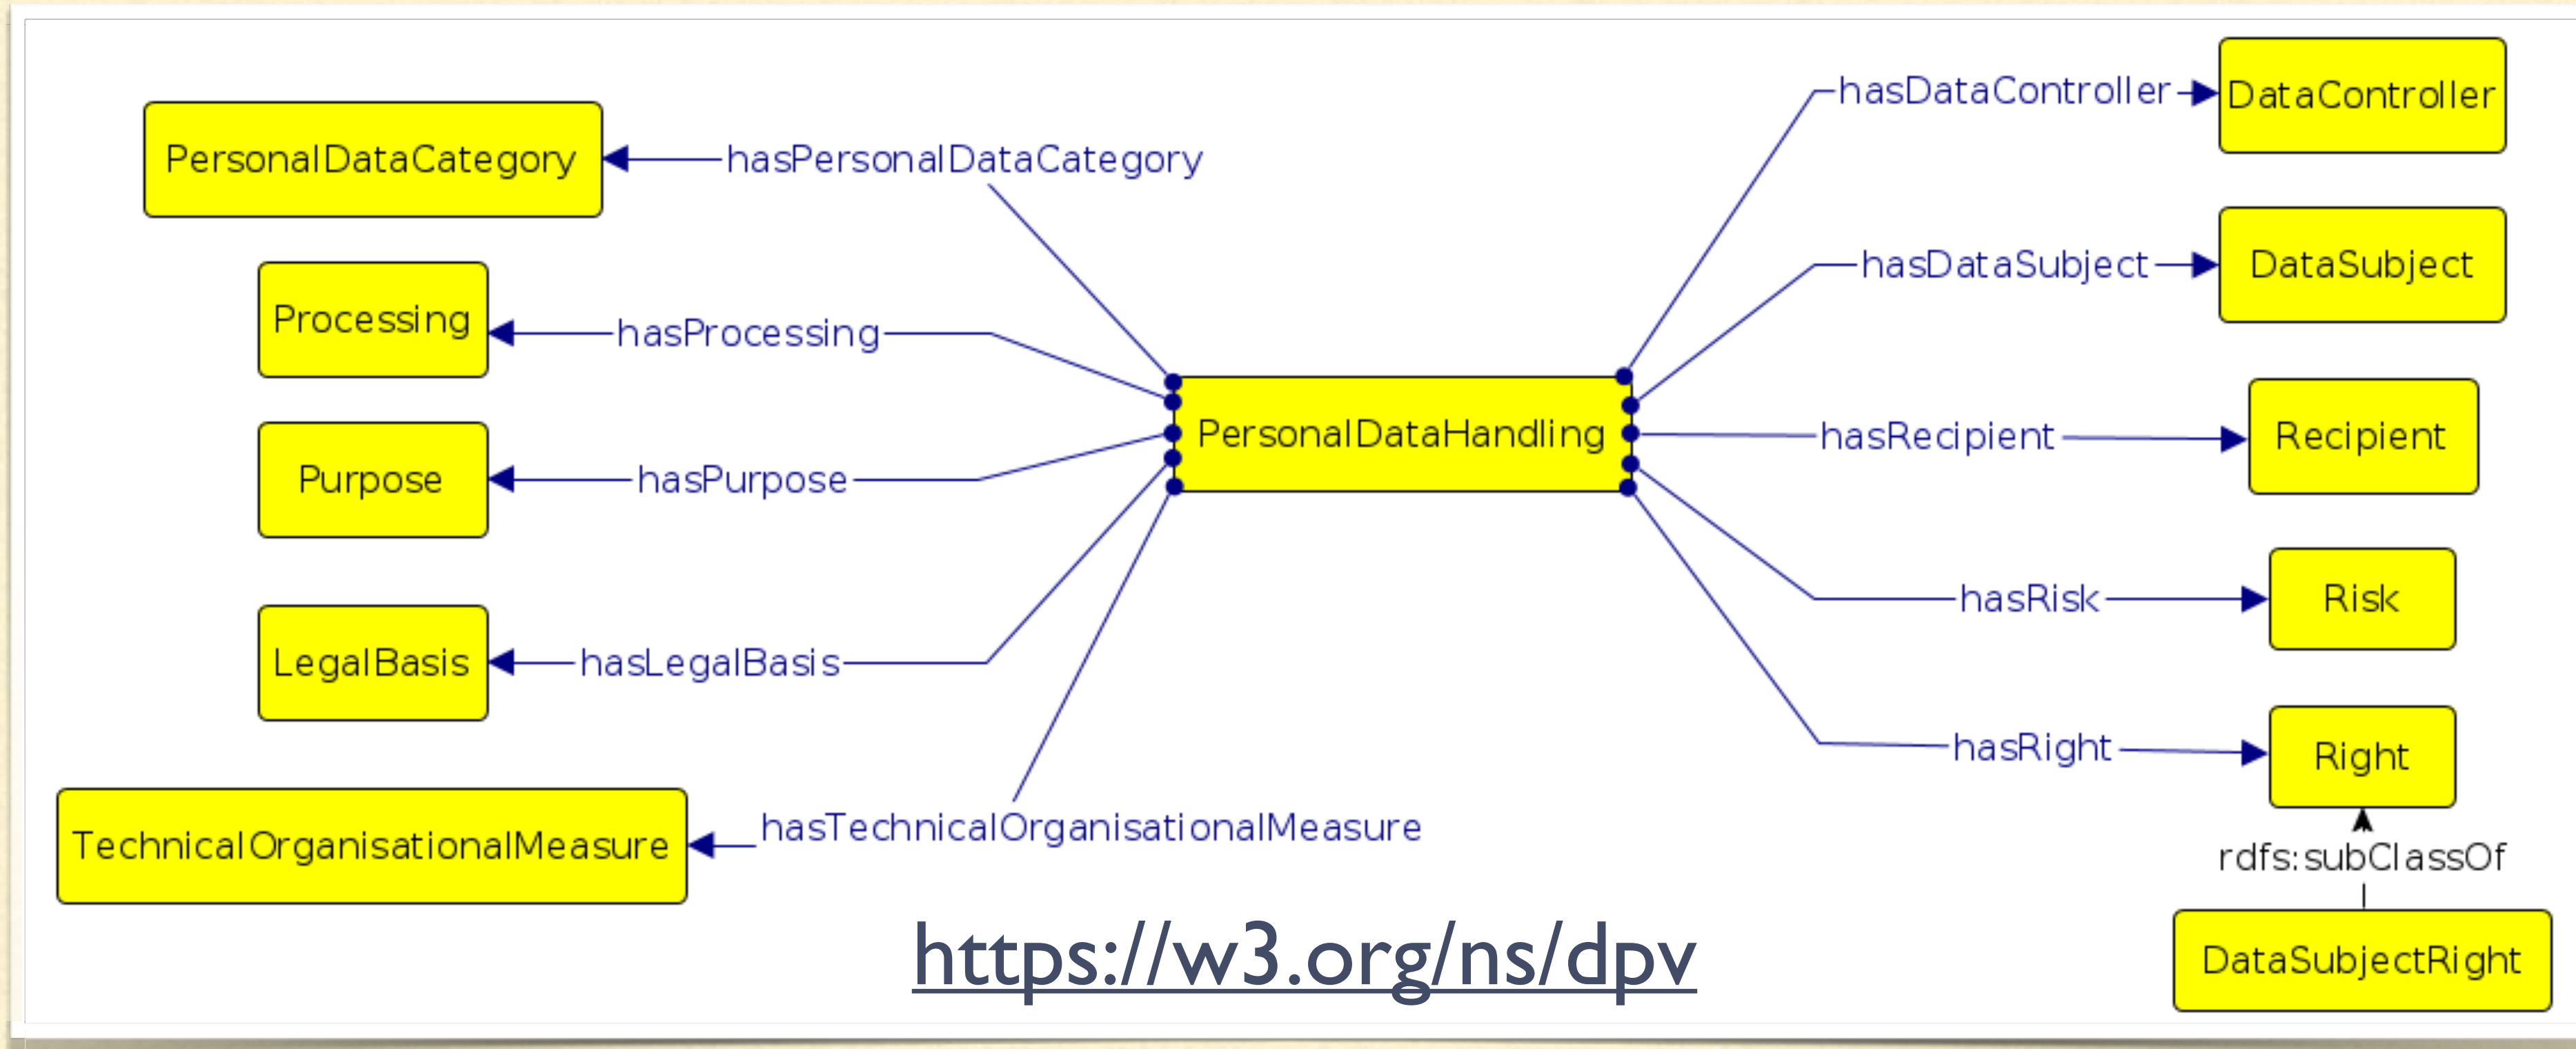 hasDataController
DataController
PersonalDataCategory
hasPersonalDataCategory
hasDataSubject
DataSubject
Processing
hasProcessing
PersonalDataHandling
hasRecipient
Recipient
Purpose
hasPurpose
hasRisk
Risk
LegalBasis
hasLegalBasis
hasRight
Right
TechnicalOrganisationalMeasure
hasTechnicalOrganisationalMeasure
rdfs:subClassOf
https://w3.org/ns/dpv
DataSubjectRight